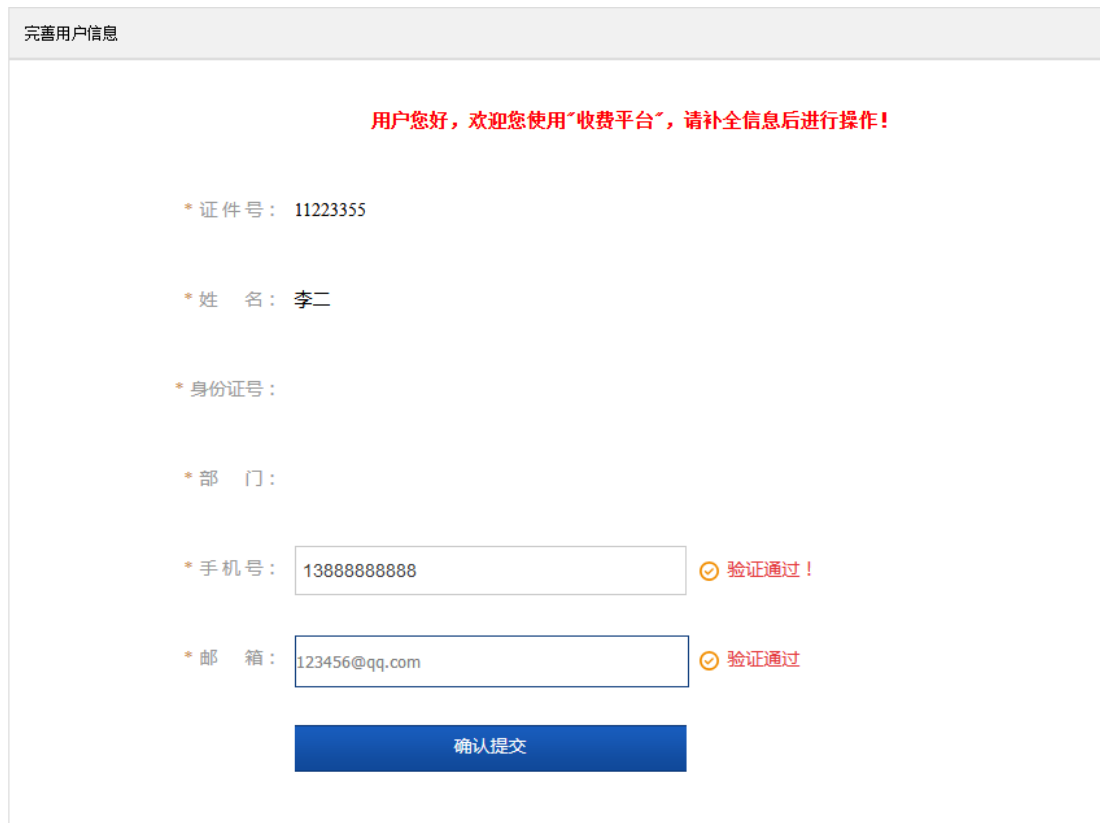 完善用户信息
用户您好，欢迎您使用"收费平台"，请补全信息后进行操作！
* 证件号： 11223355
* 姓 名： 李二
* 身份证号：
* 部 门：
* 手机号： 13888888888 验证通过！
* 邮 箱： 123456@qq.com 验证通过
确认提交